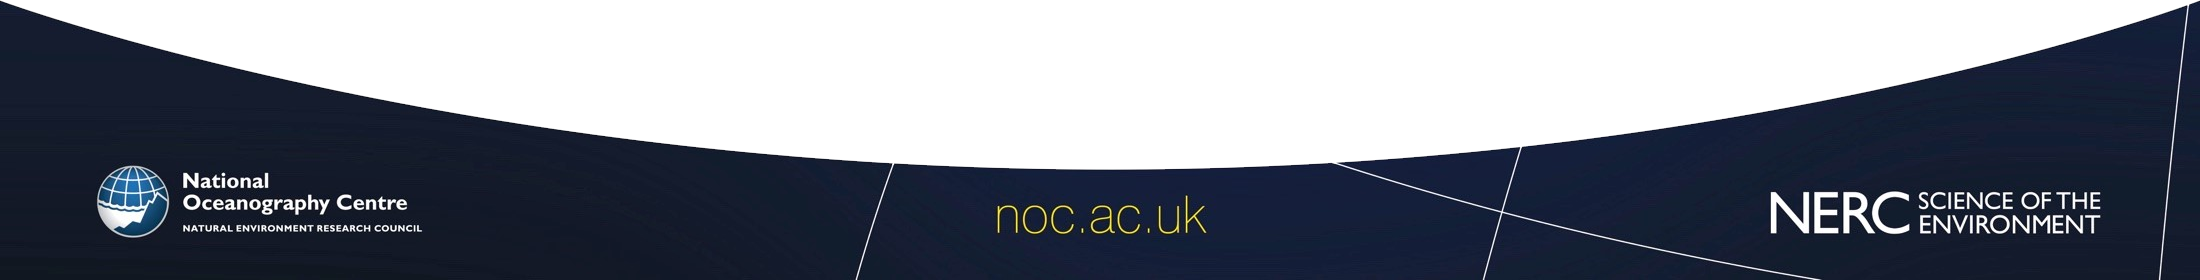 National
Oceanography Centre
NATURAL ENVIRONMENT RESEARCH COUNCIL
noc.ac.uk
NERC SCIENCE OF THE
ENVIRONMENT